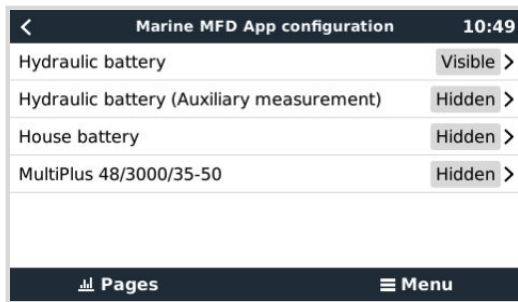 Marine MFD App configuration 10:49
Hydraulic battery Visible
Hydraulic battery (Auxiliary measurement) Hidden
House battery Hidden
MultiPlus 48/3000/35-50 Hidden
Pages Menu